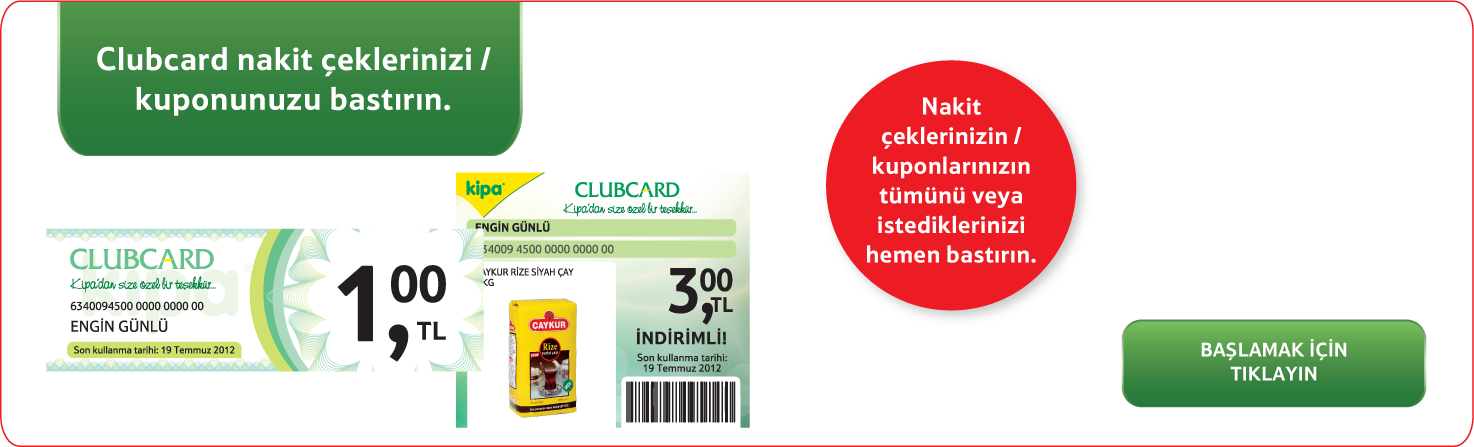 Clubcard nakit çeklerinizi /
kuponunuzu bastırın.
CLUBCARD
Kipa'dan size özel bir teşekkür...
6340094500 0000 0000 00
ENGİN GÜNLÜ
Son kullanma tarihi: 19 Temmuz 2012
1,00
TL
kipa
CLUBCARD
Kipa'dan size özel bir teşekkür...
ENGİN GÜNLÜ
34009 4500 0000 0000 00
AYKUR RİZE SİYAH ÇAY
KG
ÇAYKUR
Rize
3,00
TL
İNDİRİMLİ!
Son kullanma tarihi:
19 Temmuz 2012
Nakit
çeklerinizin /
kuponlarınızın
tümünü veya
istediklerinizi
hemen bastırın.
BAŞLAMAK İÇİN
TIKLAYIN